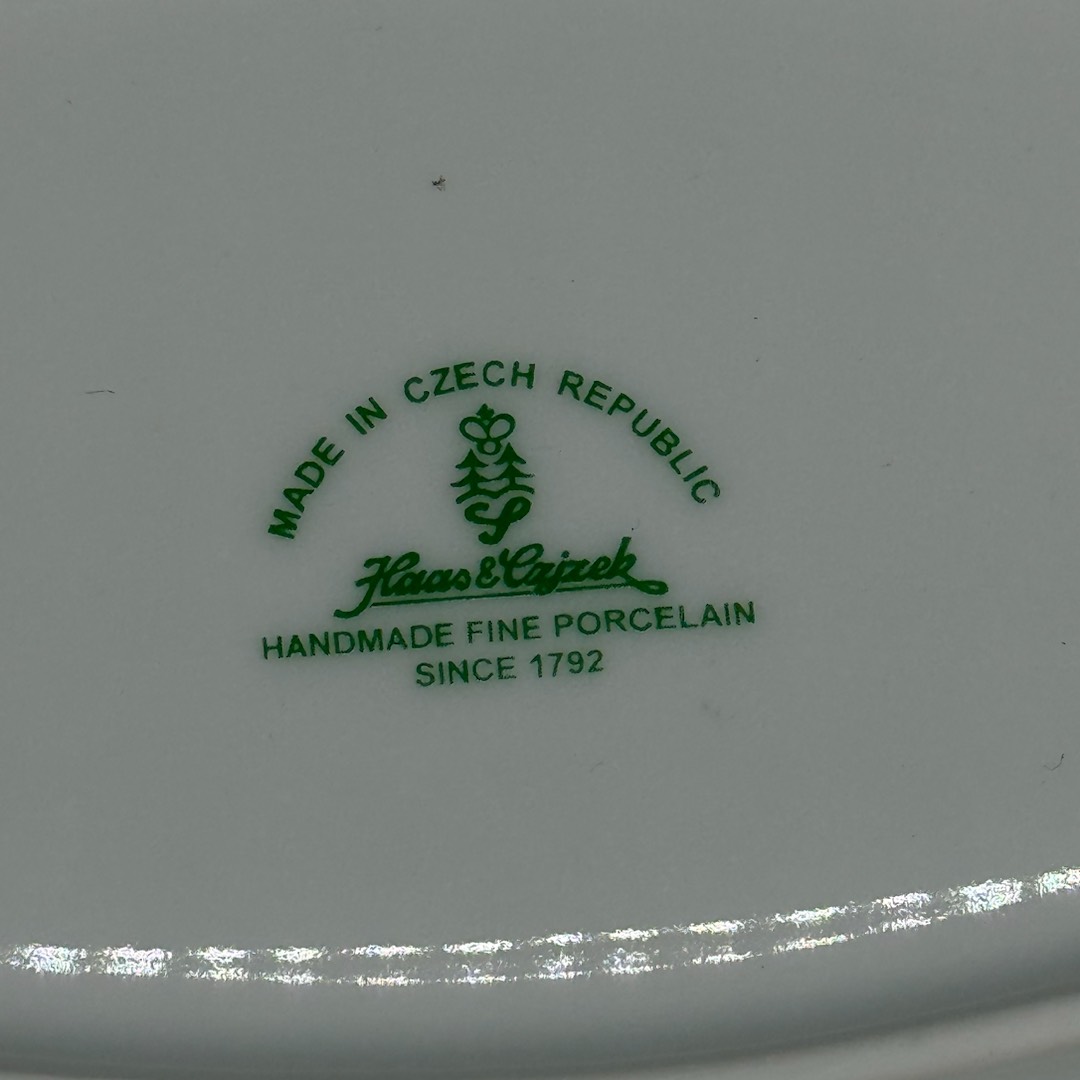 MADE IN CZECH REPUBLIC
Haas & Czjzek
HANDMADE FINE PORCELAIN
SINCE 1792